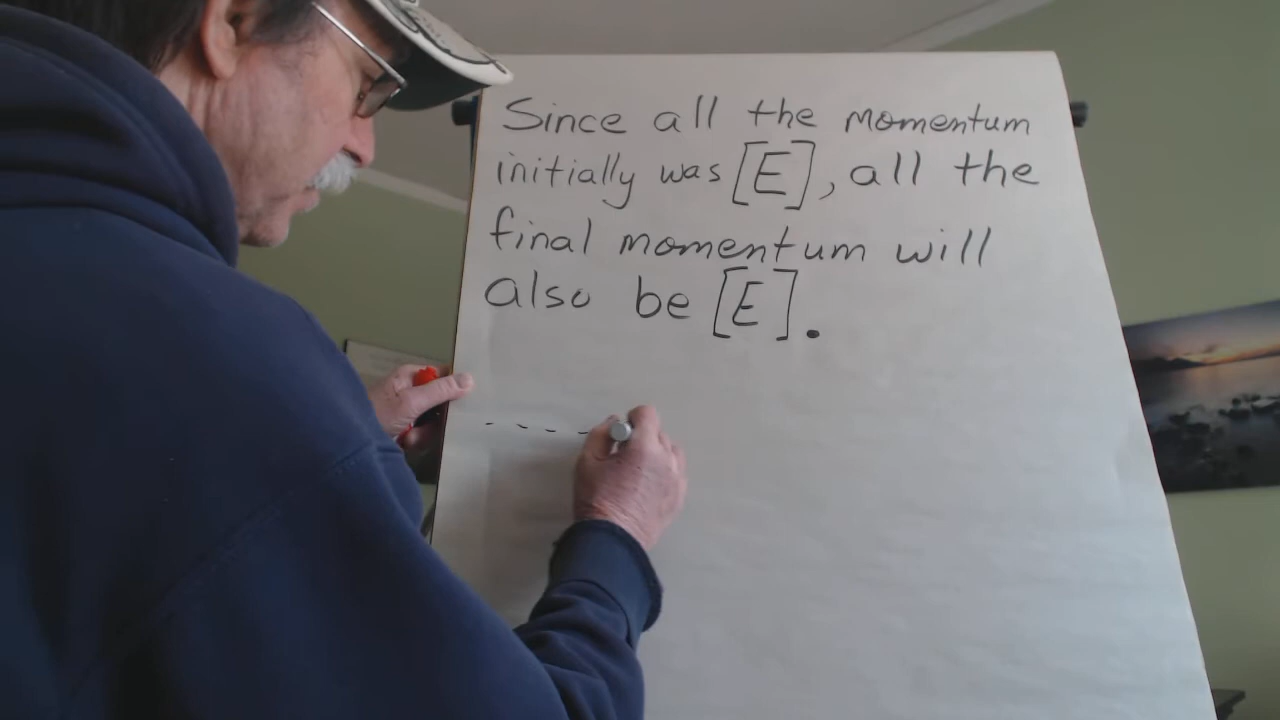 Since all the momentum
initially was [E], all the
final momentum will
also be [E].